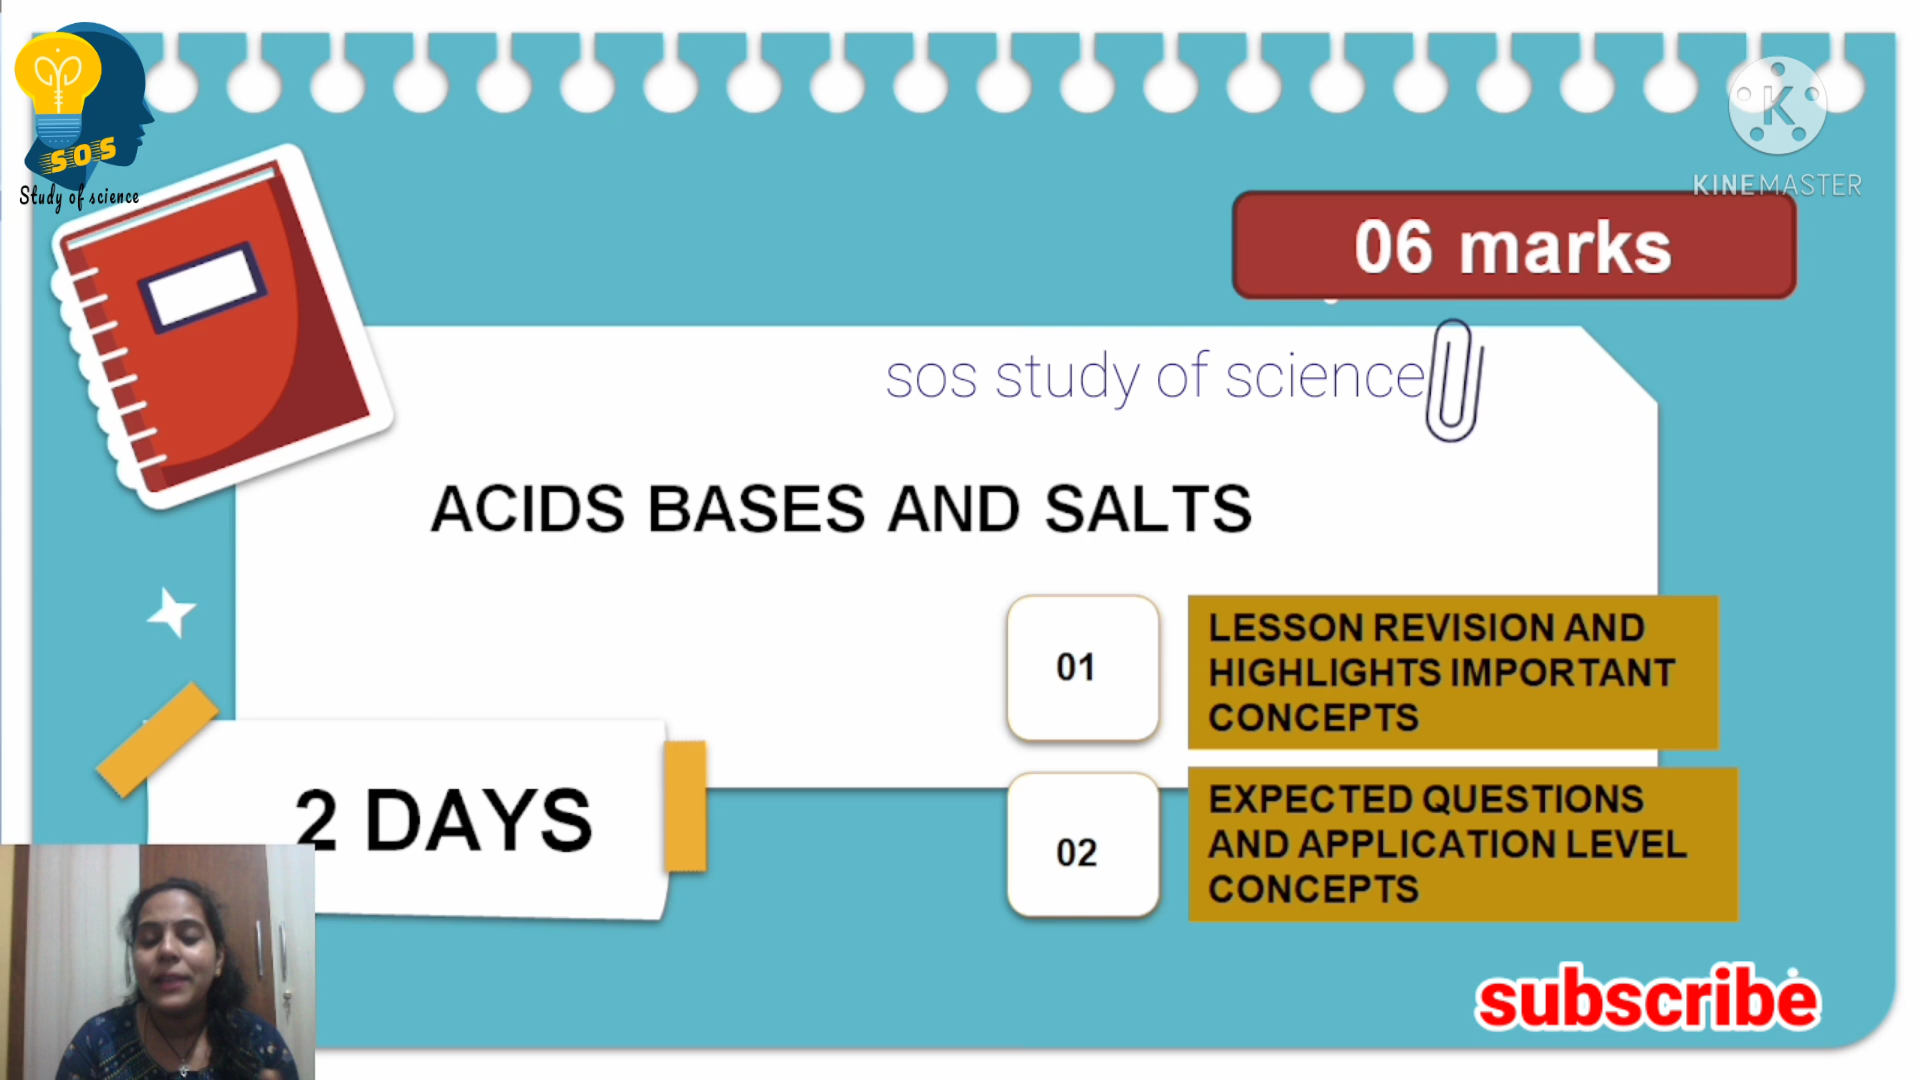 SOS
Study of science
KINEMASTER
06 marks
sos study of science
ACIDS BASES AND SALTS
01
LESSON REVISION AND
HIGHLIGHTS IMPORTANT
CONCEPTS
2 DAYS
02
EXPECTED QUESTIONS
AND APPLICATION LEVEL
CONCEPTS
subscribe